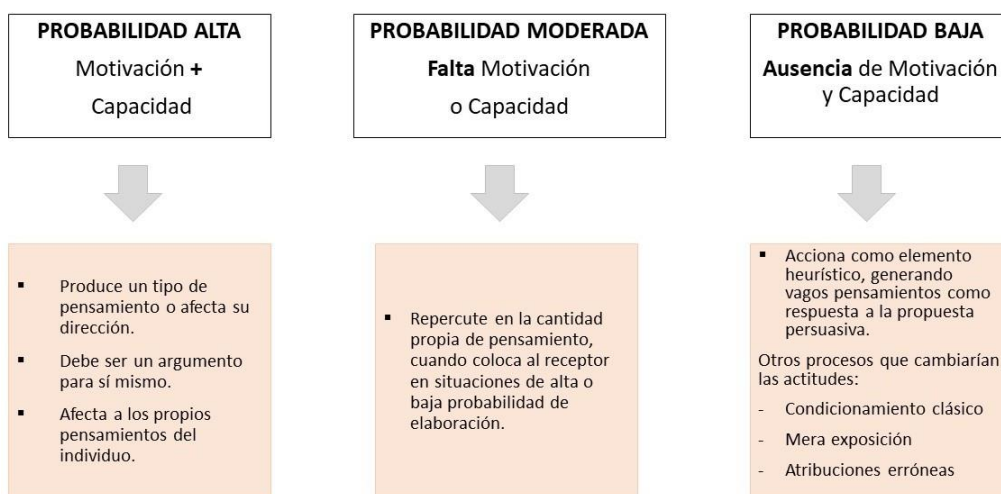 PROBABILIDAD ALTA
Motivación +
Capacidad
PROBABILIDAD MODERADA
Falta Motivación
o Capacidad
PROBABILIDAD BAJA
Ausencia de Motivación
y Capacidad
▪ Produce un tipo de
pensamiento o afecta su
dirección.
▪ Debe ser un argumento
para sí mismo.
▪ Afecta a los propios
pensamientos del
individuo.
▪ Repercute en la cantidad
propia de pensamiento,
cuando coloca al receptor
en situaciones de alta o
baja probabilidad de
elaboración.
▪ Acciona como elemento
heurístico, generando
vagos pensamientos como
respuesta a la propuesta
persuasiva.
Otros procesos que cambiarían
las actitudes:
- Condicionamiento clásico
- Mera exposición
- Atribuciones erróneas